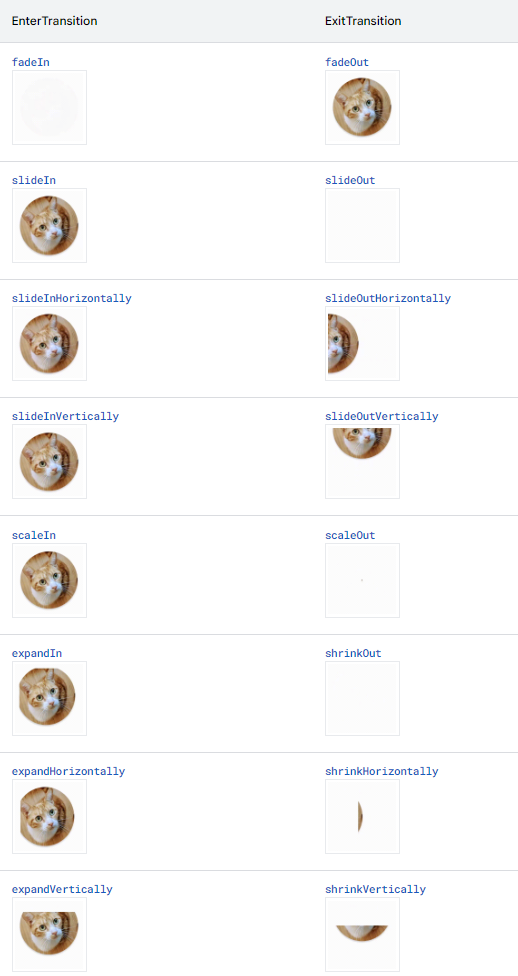 EnterTransition ExitTransition
fadeIn fadeOut
slideIn slideOut
slideInHorizontally slideOutHorizontally
slideInVertically slideOutVertically
scaleIn scaleOut
expandIn shrinkOut
expandHorizontally shrinkHorizontally
expandVertically shrinkVertically